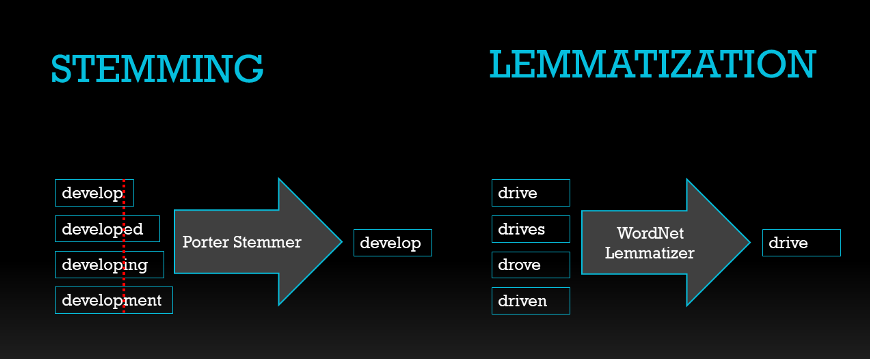 STEMMING
develop
developed
developing
development
Porter Stemmer
develop
LEMMATIZATION
drive
drives
drove
driven
WordNet
Lemmatizer
drive